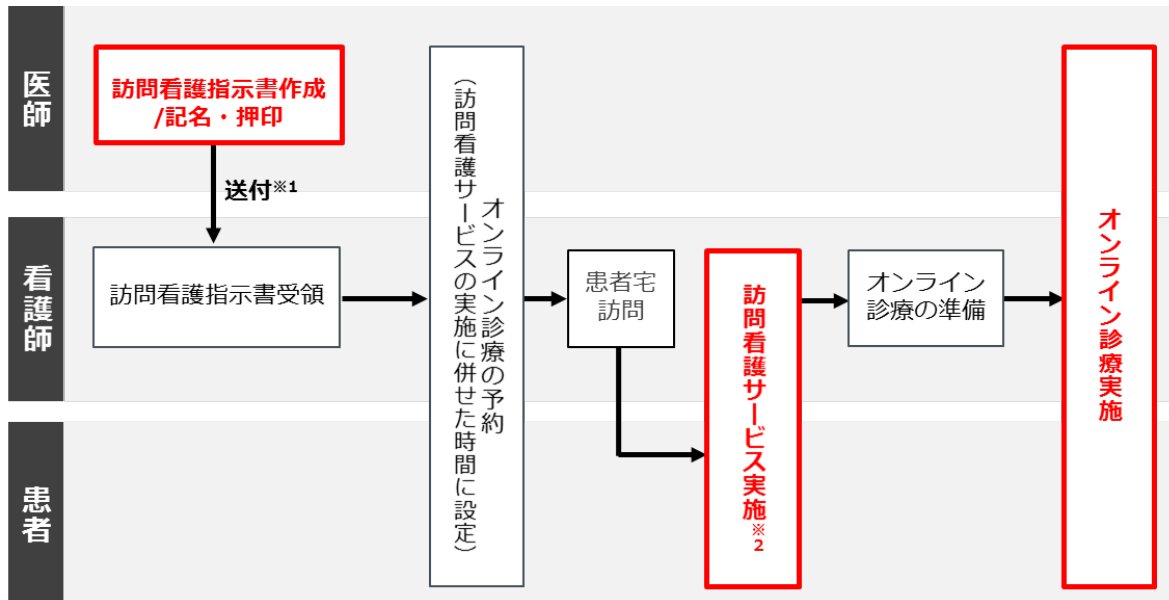 医師
訪問看護指示書作成
/記名・押印
送付※1
看護師
訪問看護指示書受領
オンライン診療の予約
(訪問看護サービスの実施に併せた時間に設定)
患者宅
訪問
訪問看護サービス実施※2
オンライン
診療の準備
オンライン診療実施
患者